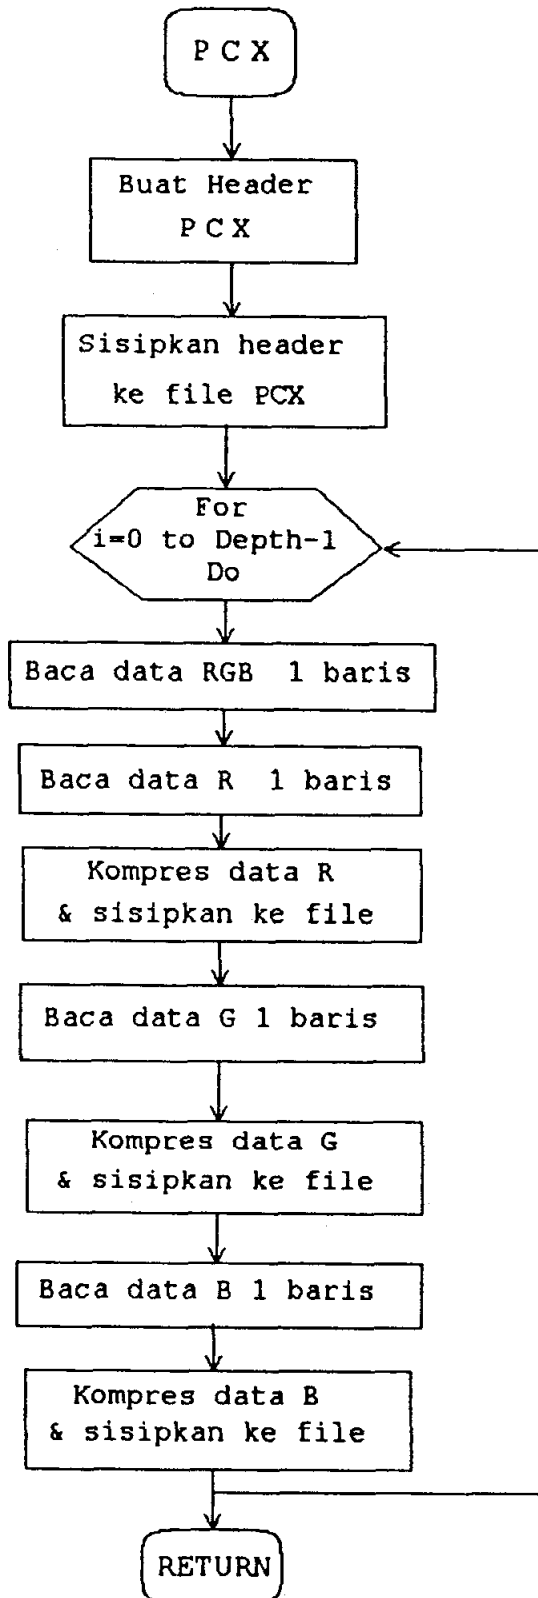 P C X
Buat Header
P C X
Sisipkan header
ke file PCX
For
i=0 to Depth-1
Do
Baca data RGB 1 baris
Baca data R 1 baris
Kompres data R
& sisipkan ke file
Baca data G 1 baris
Kompres data G
& sisipkan ke file
Baca data B 1 baris
Kompres data B
& sisipkan ke file
RETURN